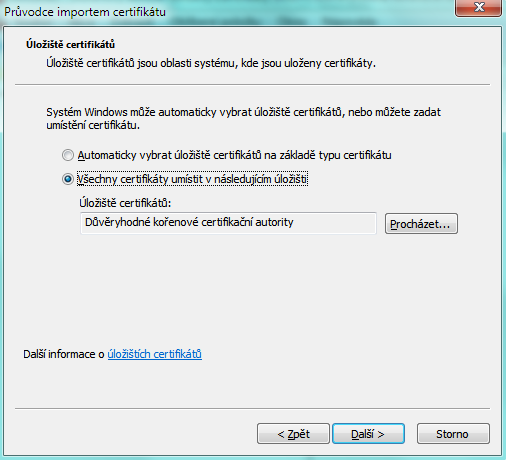 Průvodce importem certifikátu
Úložiště certifikátů
Úložiště certifikátů jsou oblasti systému, kde jsou uloženy certifikáty.
Systém Windows může automaticky vybrat úložiště certifikátů, nebo můžete zadat
umístění certifikátu.
Automaticky vybrat úložiště certifikátů na základě typu certifikátu
Všechny certifikáty umístit v následujícím úložišti
Úložiště certifikátů:
Důvěryhodné kořenové certifikační autority
Procházet...
Další informace o úložištích certifikátů
< Zpět
Další >
Storno